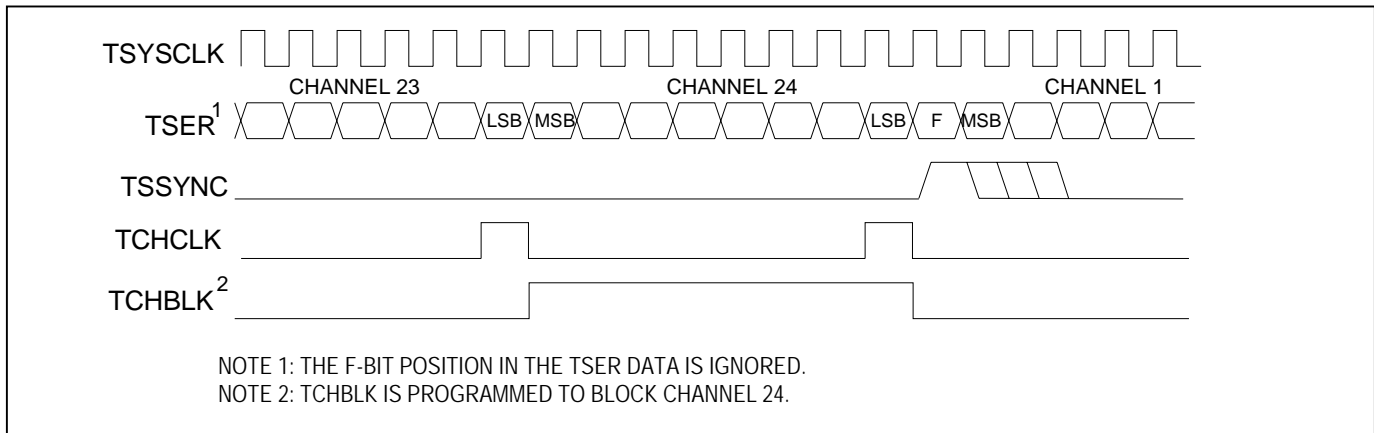 TSYSCLK
CHANNEL 23 CHANNEL 24 CHANNEL 1
TSER1 LSB MSB LSB F MSB
TSSYNC
TCHCLK
TCHBLK2
NOTE 1: THE F-BIT POSITION IN THE TSER DATA IS IGNORED.
NOTE 2: TCHBLK IS PROGRAMMED TO BLOCK CHANNEL 24.